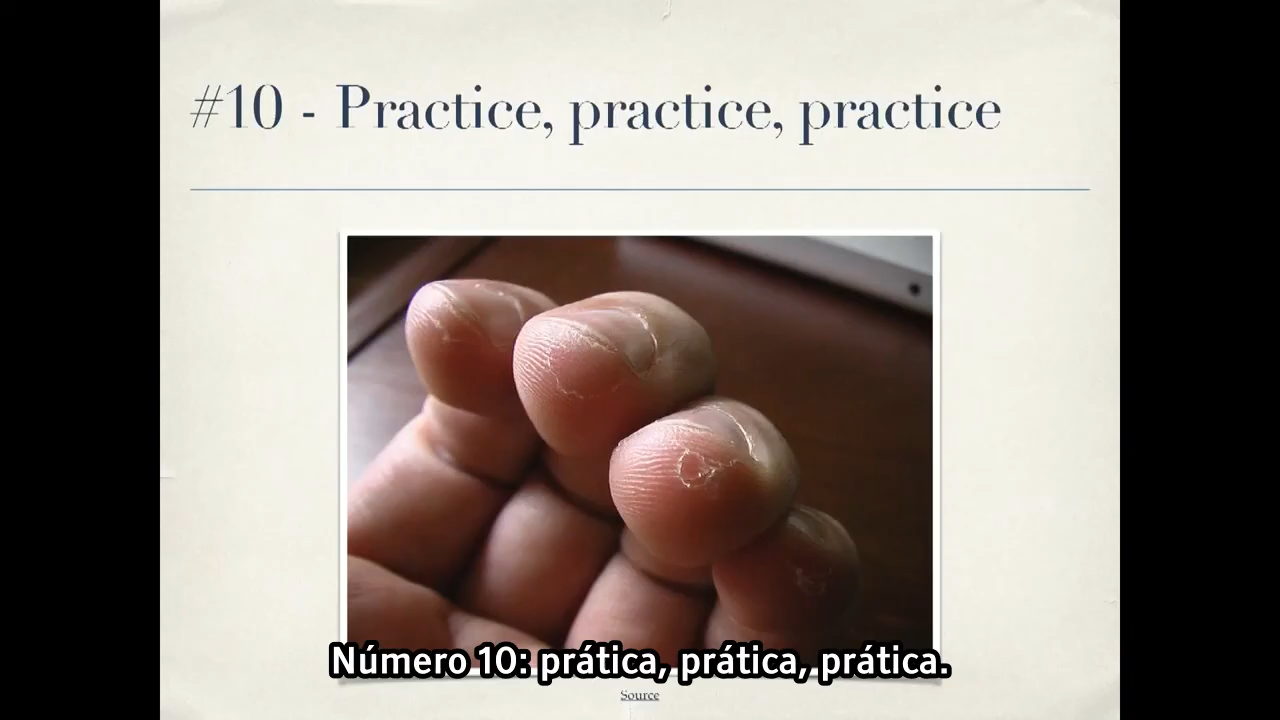 #10 - Practice, practice, practice
Número 10: prática, prática, prática.
Source